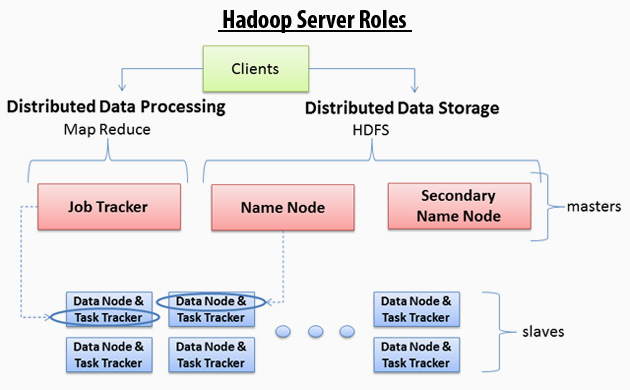 Hadoop Server Roles
Clients
Distributed Data Processing
Map Reduce
Distributed Data Storage
HDFS
Job Tracker
Name Node
Secondary
Name Node
masters
Data Node &
Task Tracker
Data Node &
Task Tracker
Data Node &
Task Tracker
slaves
Data Node &
Task Tracker
Data Node &
Task Tracker
Data Node &
Task Tracker